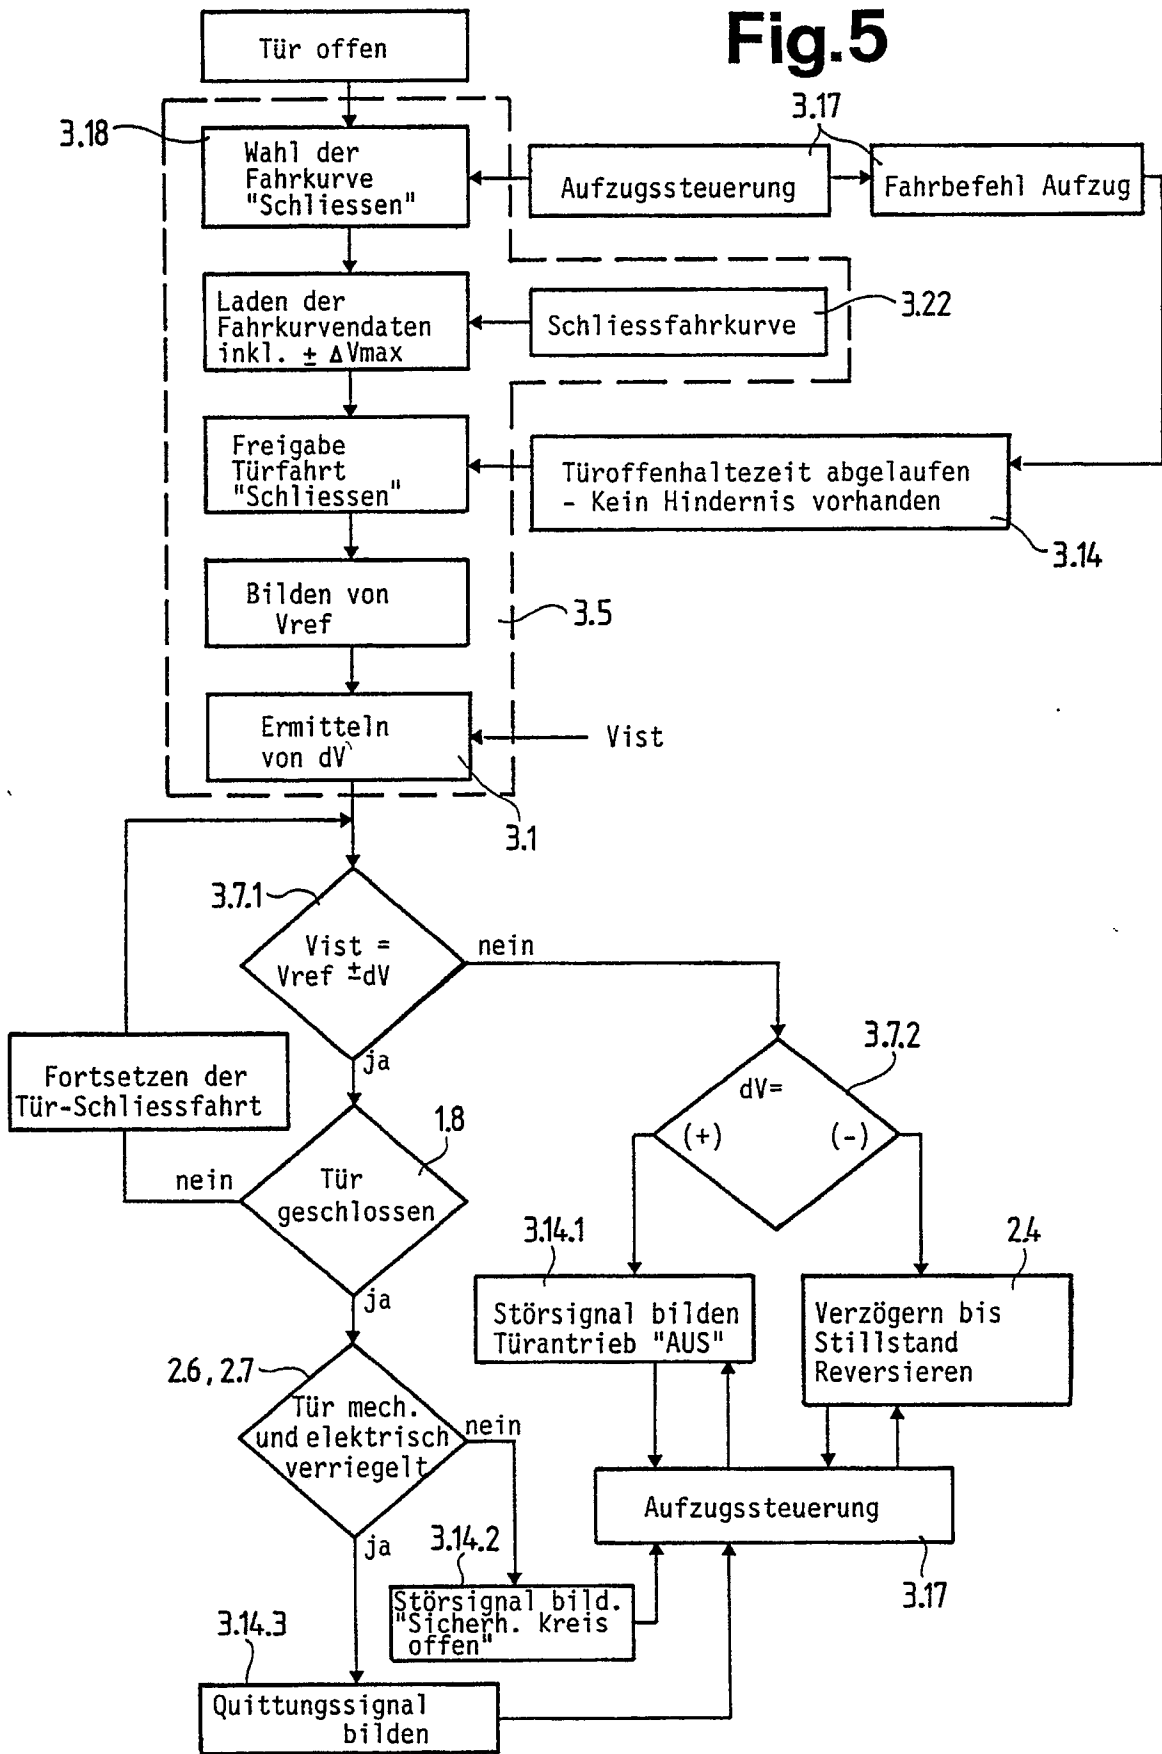 Fig.5
Tür offen
3.18
3.17
Wahl der
Fahrkurve
"Schliessen"
Aufzugssteuerung
Fahrbefehl Aufzug
Laden der
Fahrkurvendaten
inkl. ± ΔVmax
Schliessfahrkurve
3.22
Freigabe
Türfahrt
"Schliessen"
Türoffenhaltezeit abgelaufen
- Kein Hindernis vorhanden
3.14
Bilden von
Vref
3.5
Ermitteln
von dV
Vist
3.1
3.7.1
Vist =
Vref ±dV
nein
ja
3.7.2
dV=
(+)
(-)
Fortsetzen der
Tür-Schliessfahrt
1.8
nein
Tür
geschlossen
ja
3.14.1
2.4
Störsignal bilden
Türantrieb "AUS"
Verzögern bis
Stillstand
Reversieren
2.6, 2.7
Tür mech.
und elektrisch
verriegelt
nein
ja
Aufzugssteuerung
3.17
3.14.2
Störsignal bild.
"Sicherh. Kreis
offen"
3.14.3
Quittungssignal
bilden